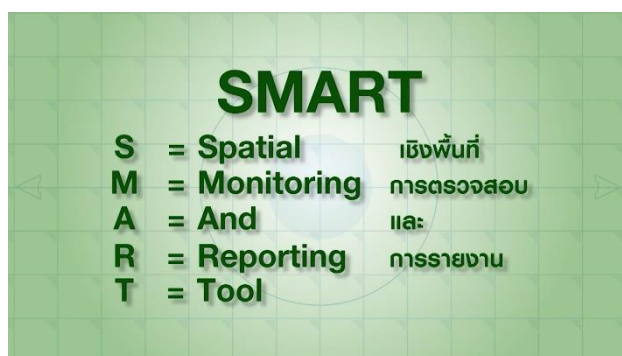 SMART
S = Spatial เชิงพื้นที่
M = Monitoring การตรวจสอบ
A = And และ
R = Reporting การรายงาน
T = Tool